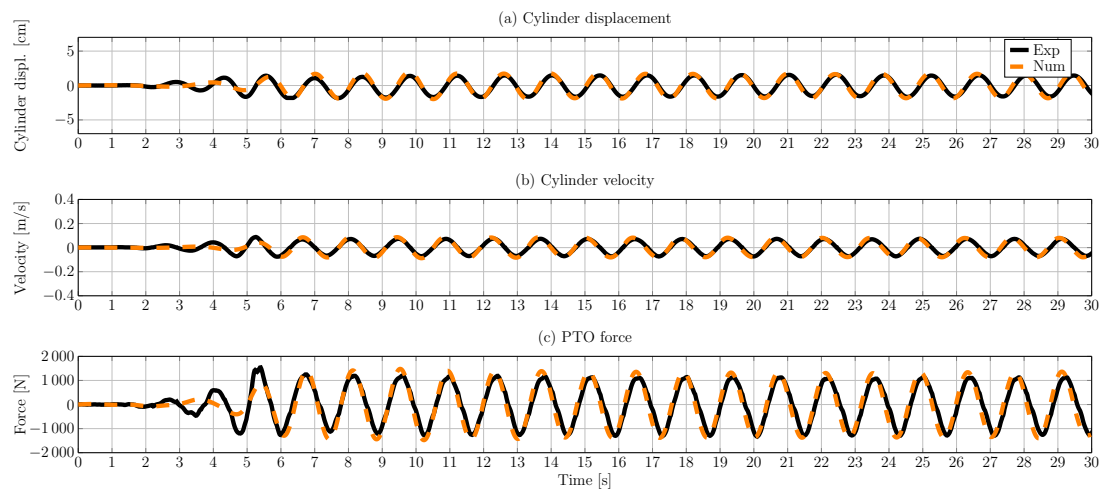 (a) Cylinder displacement
Cylinder displ. [cm]
5
0
−5
Exp
Num
0 1 2 3 4 5 6 7 8 9 10 11 12 13 14 15 16 17 18 19 20 21 22 23 24 25 26 27 28 29 30
(b) Cylinder velocity
Velocity [m/s]
0.4
0.2
0
−0.2
−0.4
0 1 2 3 4 5 6 7 8 9 10 11 12 13 14 15 16 17 18 19 20 21 22 23 24 25 26 27 28 29 30
(c) PTO force
Force [N]
2 000
1 000
0
−1 000
−2 000
0 1 2 3 4 5 6 7 8 9 10 11 12 13 14 15 16 17 18 19 20 21 22 23 24 25 26 27 28 29 30
Time [s]